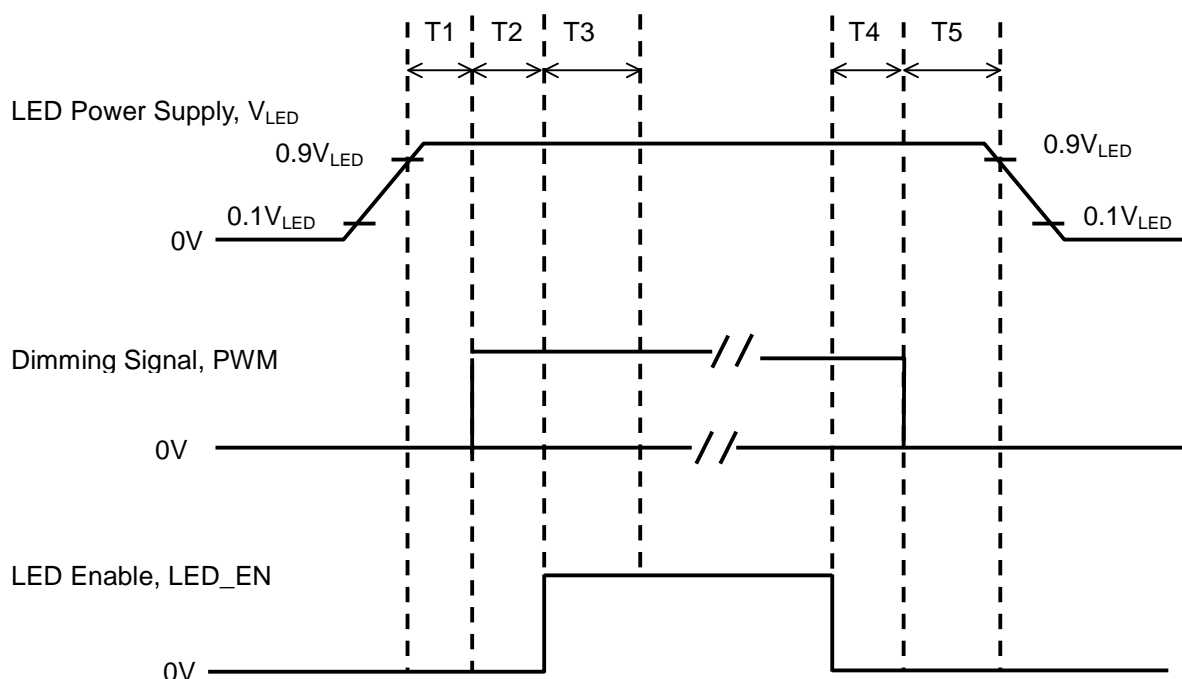 T1 T2 T3 T4 T5
LED Power Supply, VLED
0.9VLED 0.9VLED
0.1VLED 0.1VLED
0V
Dimming Signal, PWM
0V
LED Enable, LED_EN
0V